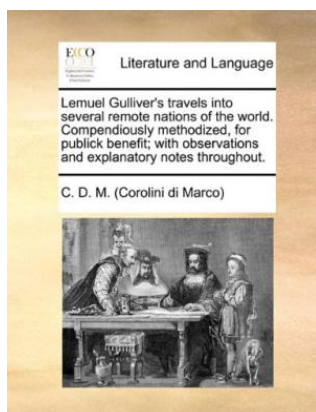 ECCO
Literature and Language
Lemuel Gulliver's travels into
several remote nations of the world.
Compendiously methodized, for
publick benefit; with observations
and explanatory notes throughout.
C. D. M. (Corolini di Marco)